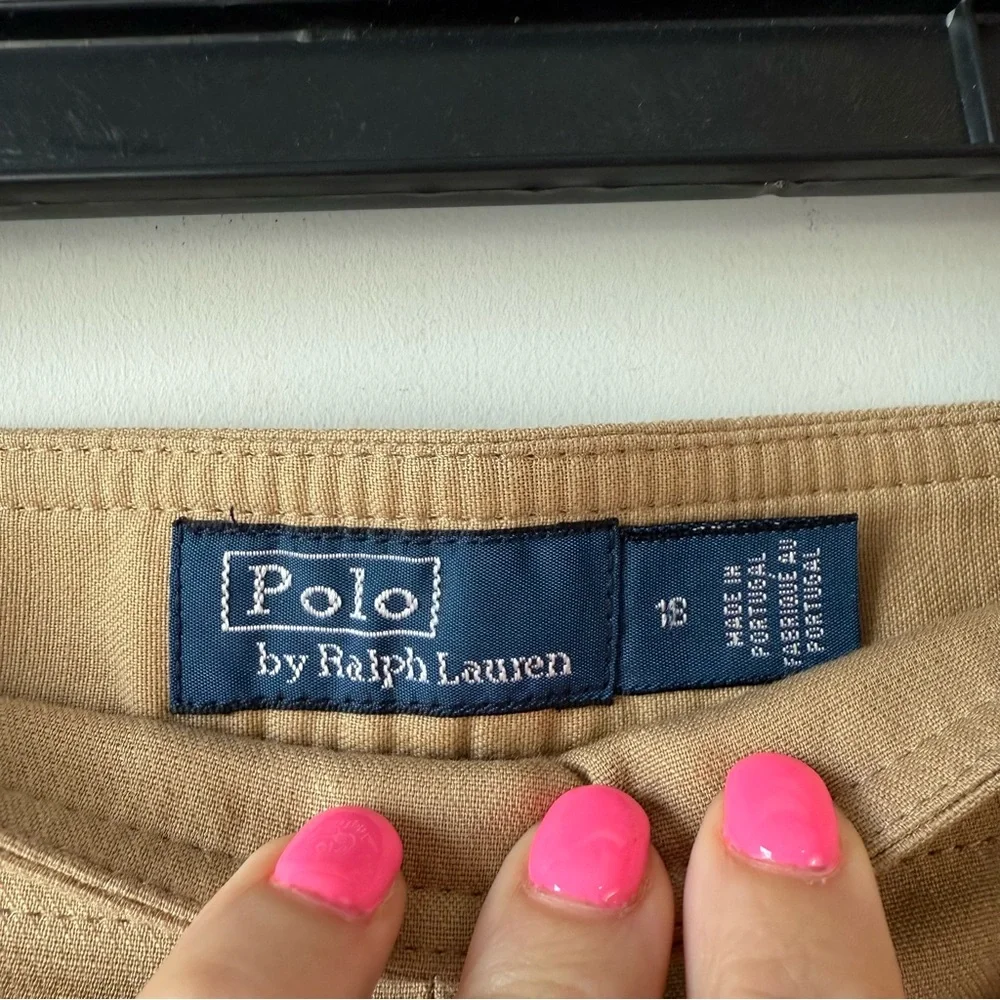 Polo
by Ralph Lauren
16
MADE IN
PORTUGAL
FABRIQUÉ AU
PORTUGAL